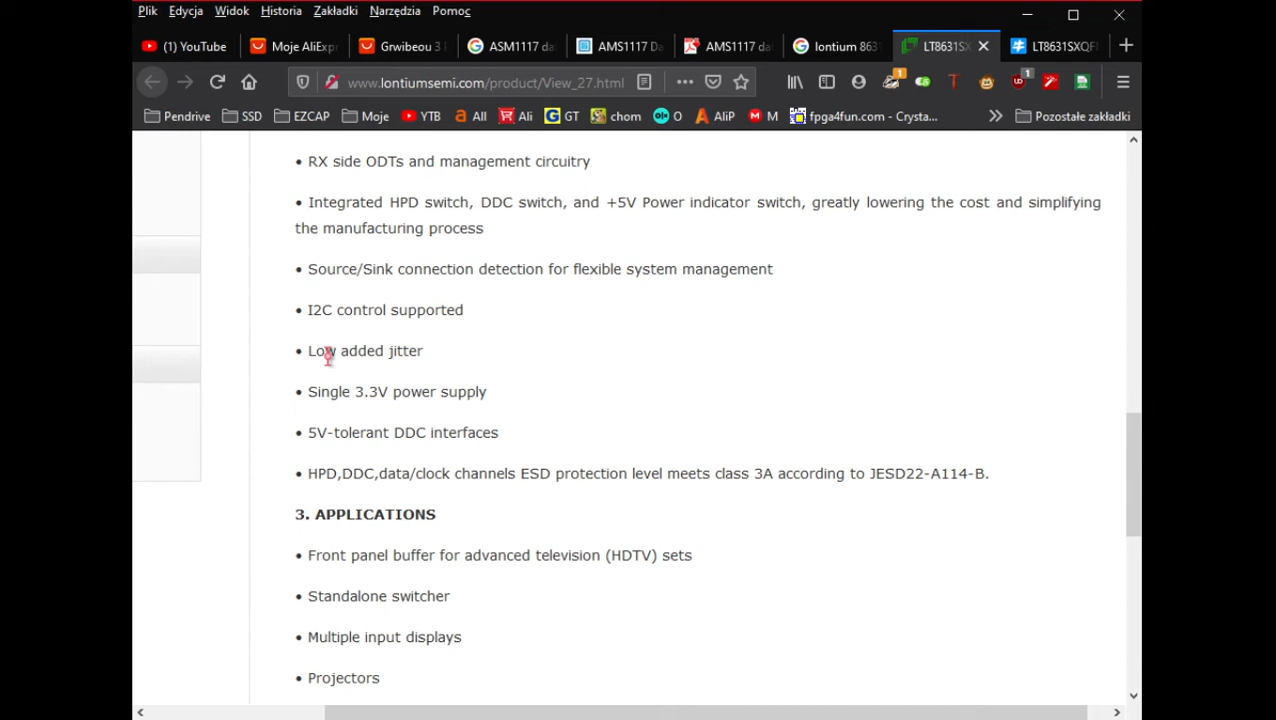 Plik Edycja Widok Historia Zakładki Narzędzia Pomoc
(1) YouTube Moje AliExp Grwibeou 3 ASM1117 da AMS1117 Da AMS1117 da lontium 863 LT8631SX LT8631SXQF
www.lontiumsemi.com/product/View_27.html 1 1
Pendrive SSD EZCAP Moje YTB All Ali GT chom O AliP M fpga4fun.com - Crysta... Pozostałe zakładki
• RX side ODTs and management circuitry
• Integrated HPD switch, DDC switch, and +5V Power indicator switch, greatly lowering the cost and simplifying
the manufacturing process
• Source/Sink connection detection for flexible system management
• I2C control supported
• Low added jitter
• Single 3.3V power supply
• 5V-tolerant DDC interfaces
• HPD,DDC,data/clock channels ESD protection level meets class 3A according to JESD22-A114-B.
3. APPLICATIONS
• Front panel buffer for advanced television (HDTV) sets
• Standalone switcher
• Multiple input displays
• Projectors